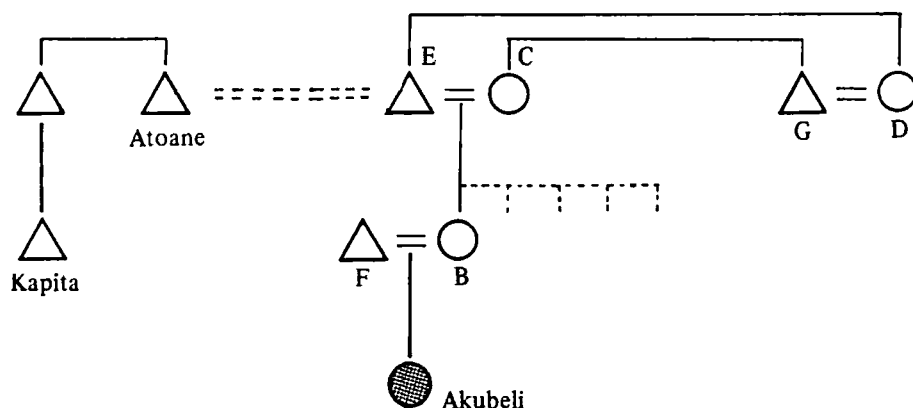 E C
Atoane
G D
Kapita
F B
Akubeli